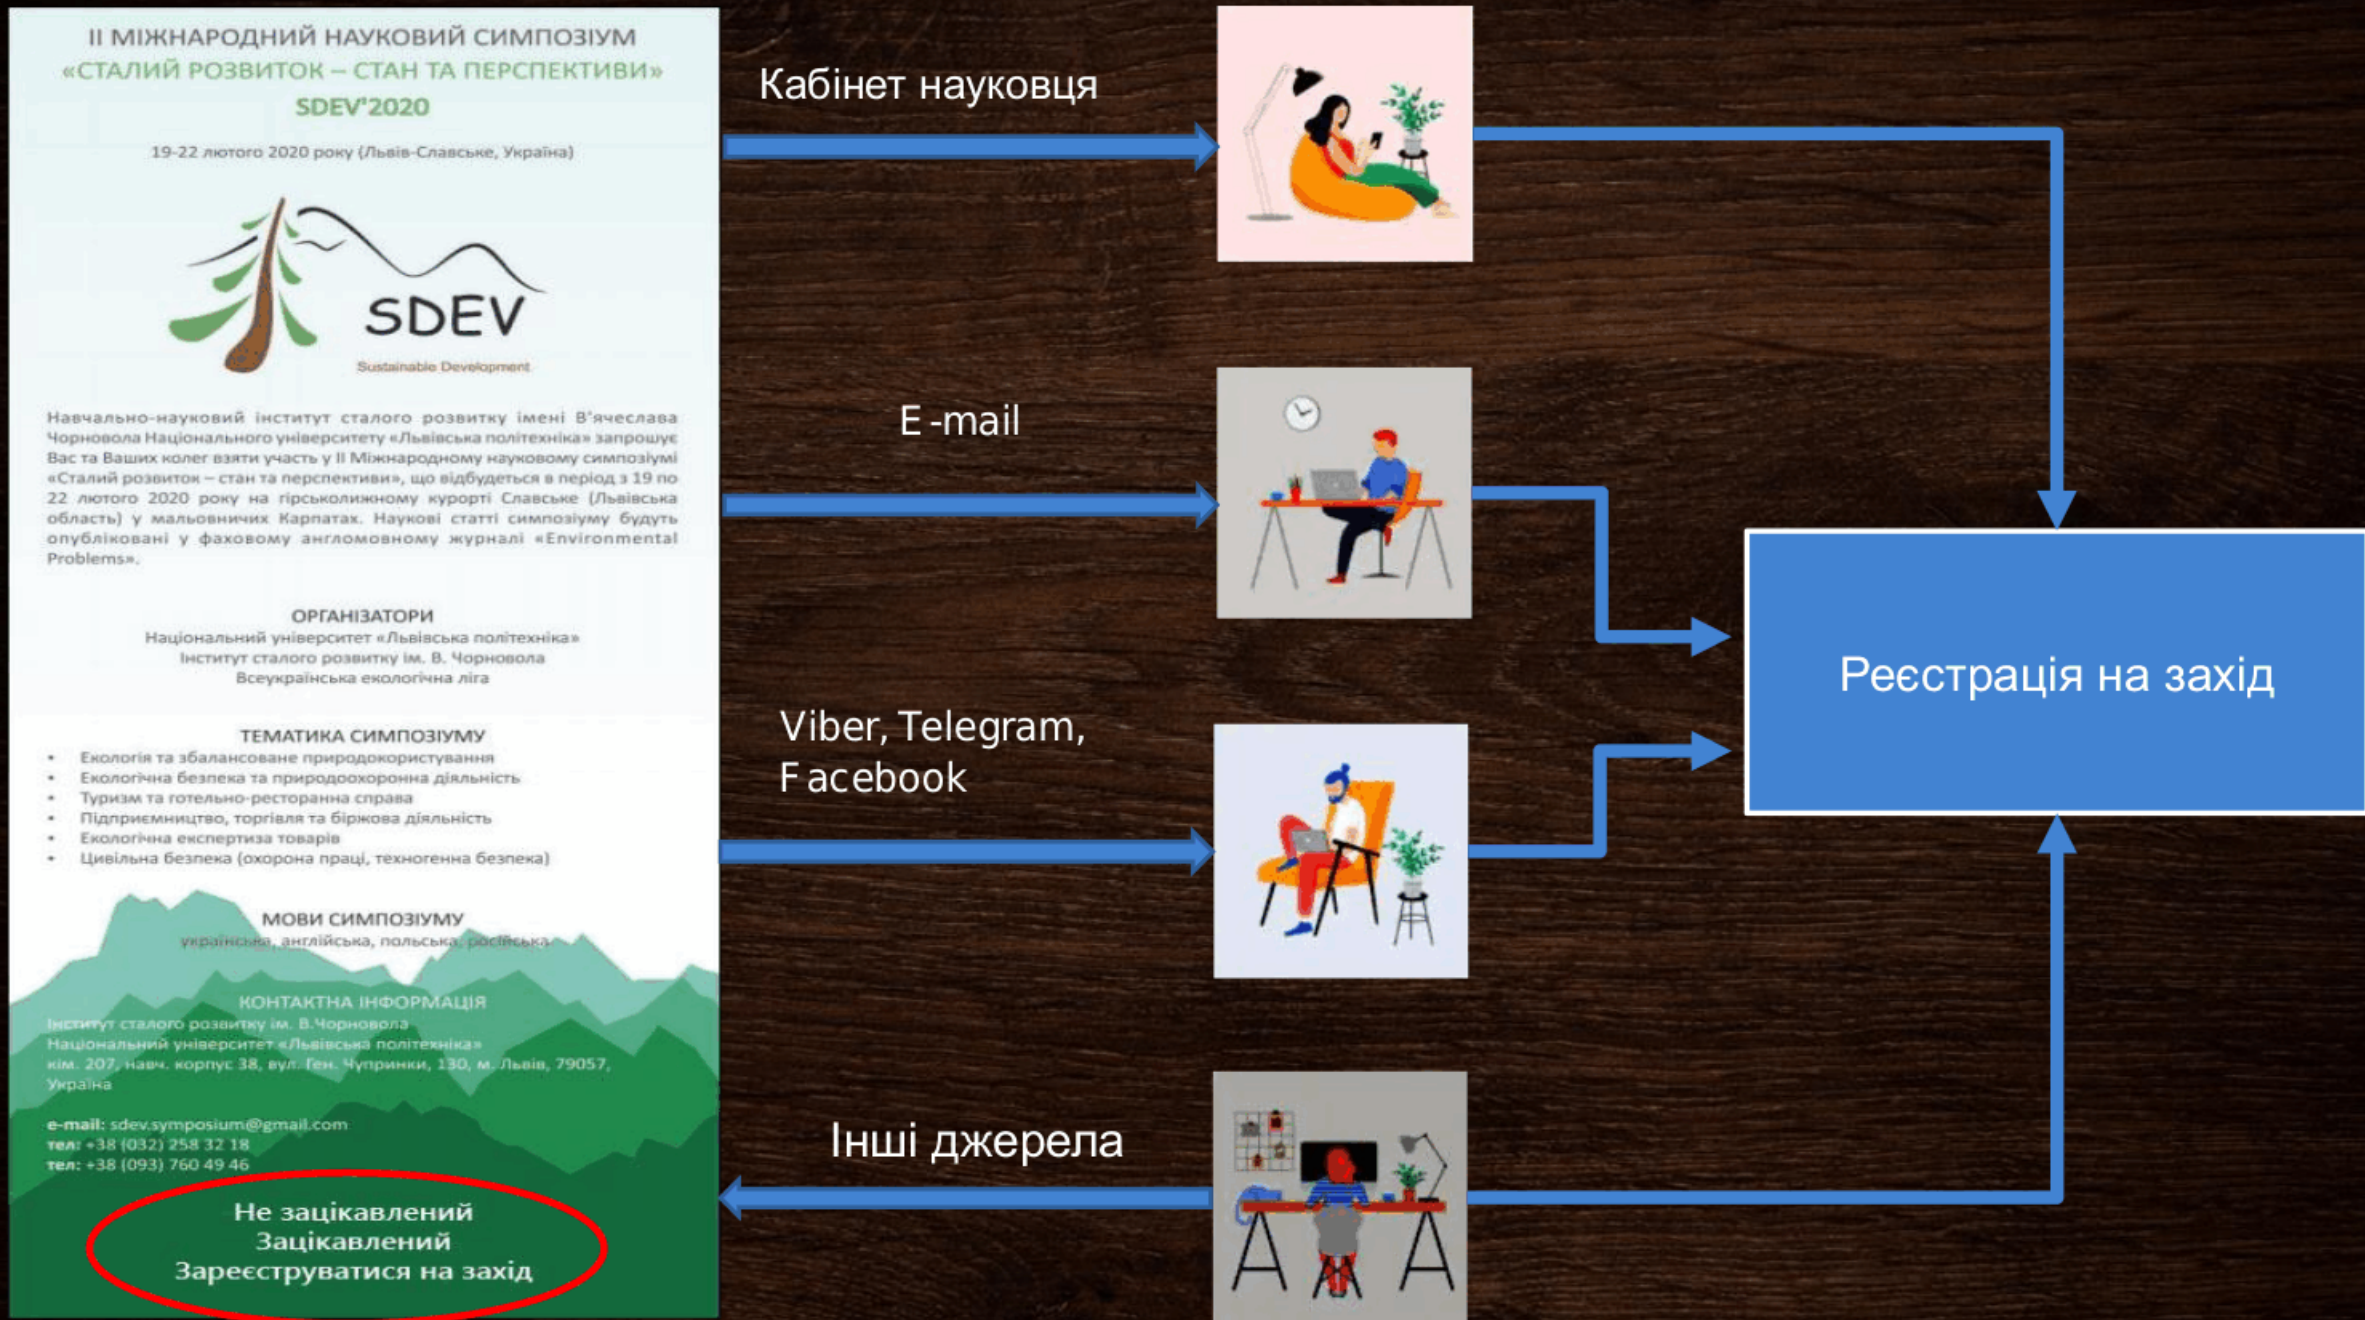 ІІ МІЖНАРОДНИЙ НАУКОВИЙ СИМПОЗІУМ
«СТАЛИЙ РОЗВИТОК – СТАН ТА ПЕРСПЕКТИВИ»
SDEV'2020
19-22 лютого 2020 року (Львів-Славське, Україна)
SDEV
Sustainable Development
Навчально-науковий інститут сталого розвитку імені В'ячеслава
Чорновола Національного університету «Львівська політехніка» запрошує
Вас та Ваших колег взяти участь у ІІ Міжнародному науковому симпозіумі
«Сталий розвиток – стан та перспективи», що відбудеться в період з 19 по
22 лютого 2020 року на гірськолижному курорті Славське (Львівська
область) у мальовничих Карпатах. Наукові статті симпозіуму будуть
опубліковані у фаховому англомовному журналі «Environmental
Problems».
ОРГАНІЗАТОРИ
Національний університет «Львівська політехніка»
Інститут сталого розвитку ім. В. Чорновола
Всеукраїнська екологічна ліга
ТЕМАТИКА СИМПОЗІУМУ
• Екологія та збалансоване природокористування
• Екологічна безпека та природоохоронна діяльність
• Туризм та готельно-ресторанна справа
• Підприємництво, торгівля та біржова діяльність
• Екологічна експертиза товарів
• Цивільна безпека (охорона праці, техногенна безпека)
МОВИ СИМПОЗІУМУ
українська, англійська, польська, російська
КОНТАКТНА ІНФОРМАЦІЯ
Інститут сталого розвитку ім. В.Чорновола
Національний університет «Львівська політехніка»
кім. 207, навч. корпус 38, вул. Ген. Чупринки, 130, м. Львів, 79057,
Україна
e-mail: sdev.symposium@gmail.com
тел: +38 (032) 258 32 18
тел: +38 (093) 760 49 46
Не зацікавлений
Зацікавлений
Зареєструватися на захід
Кабінет науковця
E-mail
Viber, Telegram,
Facebook
Інші джерела
Реєстрація на захід